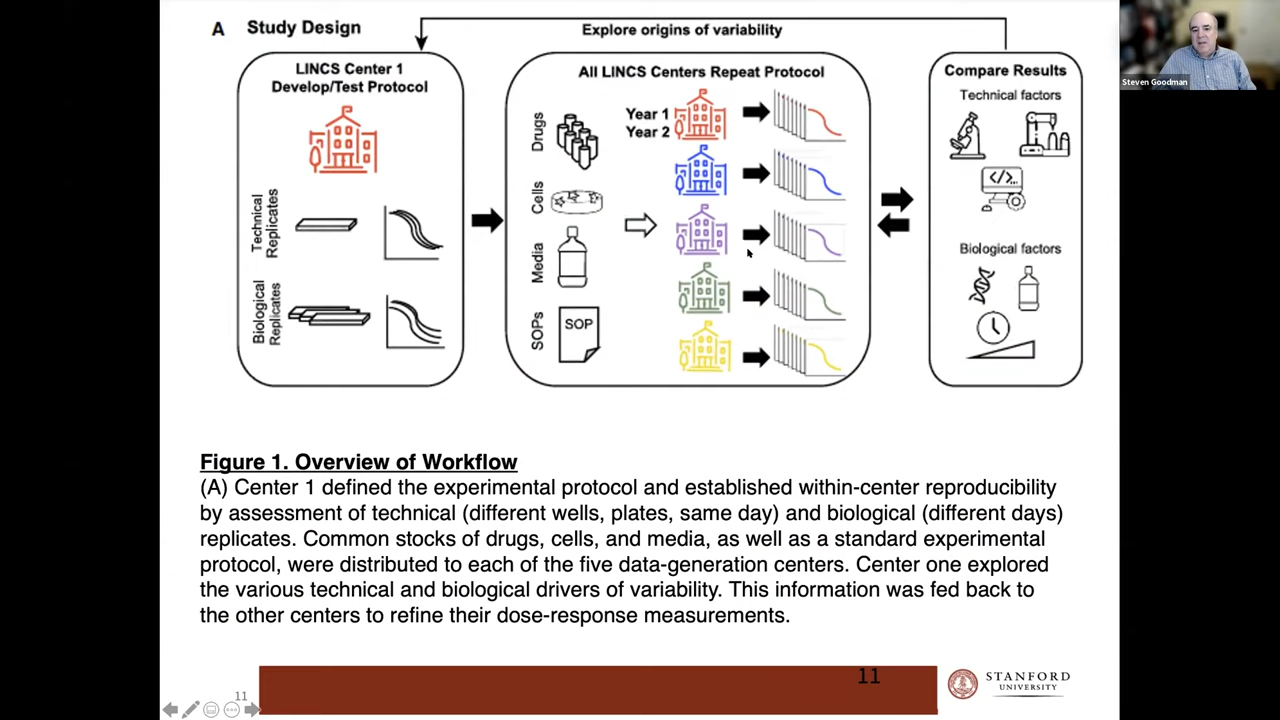 A Study Design
Explore origins of variability
LINCS Center 1
Develop/Test Protocol
Technical
Replicates
Biological
Replicates
All LINCS Centers Repeat Protocol
Drugs
Cells
Media
SOPs
SOP
Year 1
Year 2
Compare Results
Technical factors
</>...
Biological factors
Steven Goodman
Figure 1. Overview of Workflow
(A) Center 1 defined the experimental protocol and established within-center reproducibility
by assessment of technical (different wells, plates, same day) and biological (different days)
replicates. Common stocks of drugs, cells, and media, as well as a standard experimental
protocol, were distributed to each of the five data-generation centers. Center one explored
the various technical and biological drivers of variability. This information was fed back to
the other centers to refine their dose-response measurements.
11
11
STANFORD
UNIVERSITY